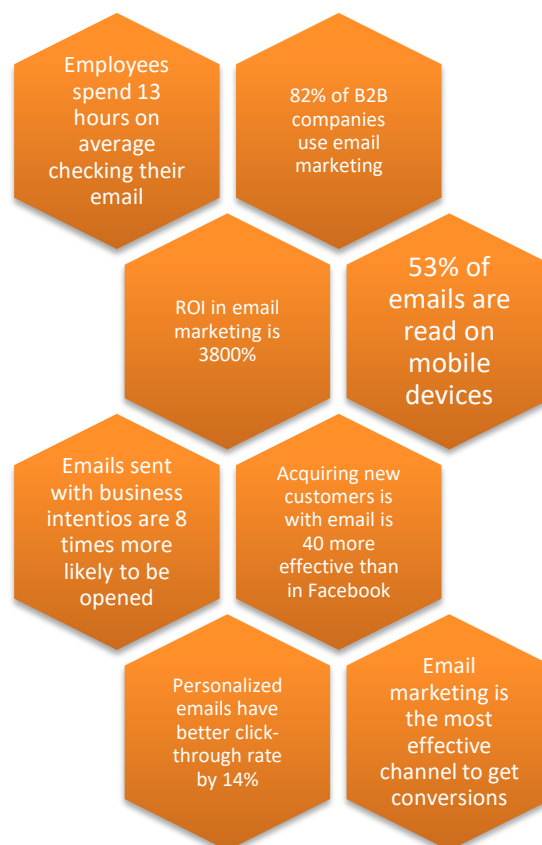 Employees
spend 13
hours on
average
checking their
email
82% of B2B
companies
use email
marketing
ROI in email
marketing is
3800%
53% of
emails are
read on
mobile
devices
Emails sent
with business
intentios are 8
times more
likely to be
opened
Acquiring new
customers is
with email is
40 more
effective than
in Facebook
Personalized
emails have
better click-
through rate
by 14%
Email
marketing is
the most
effective
channel to get
conversions